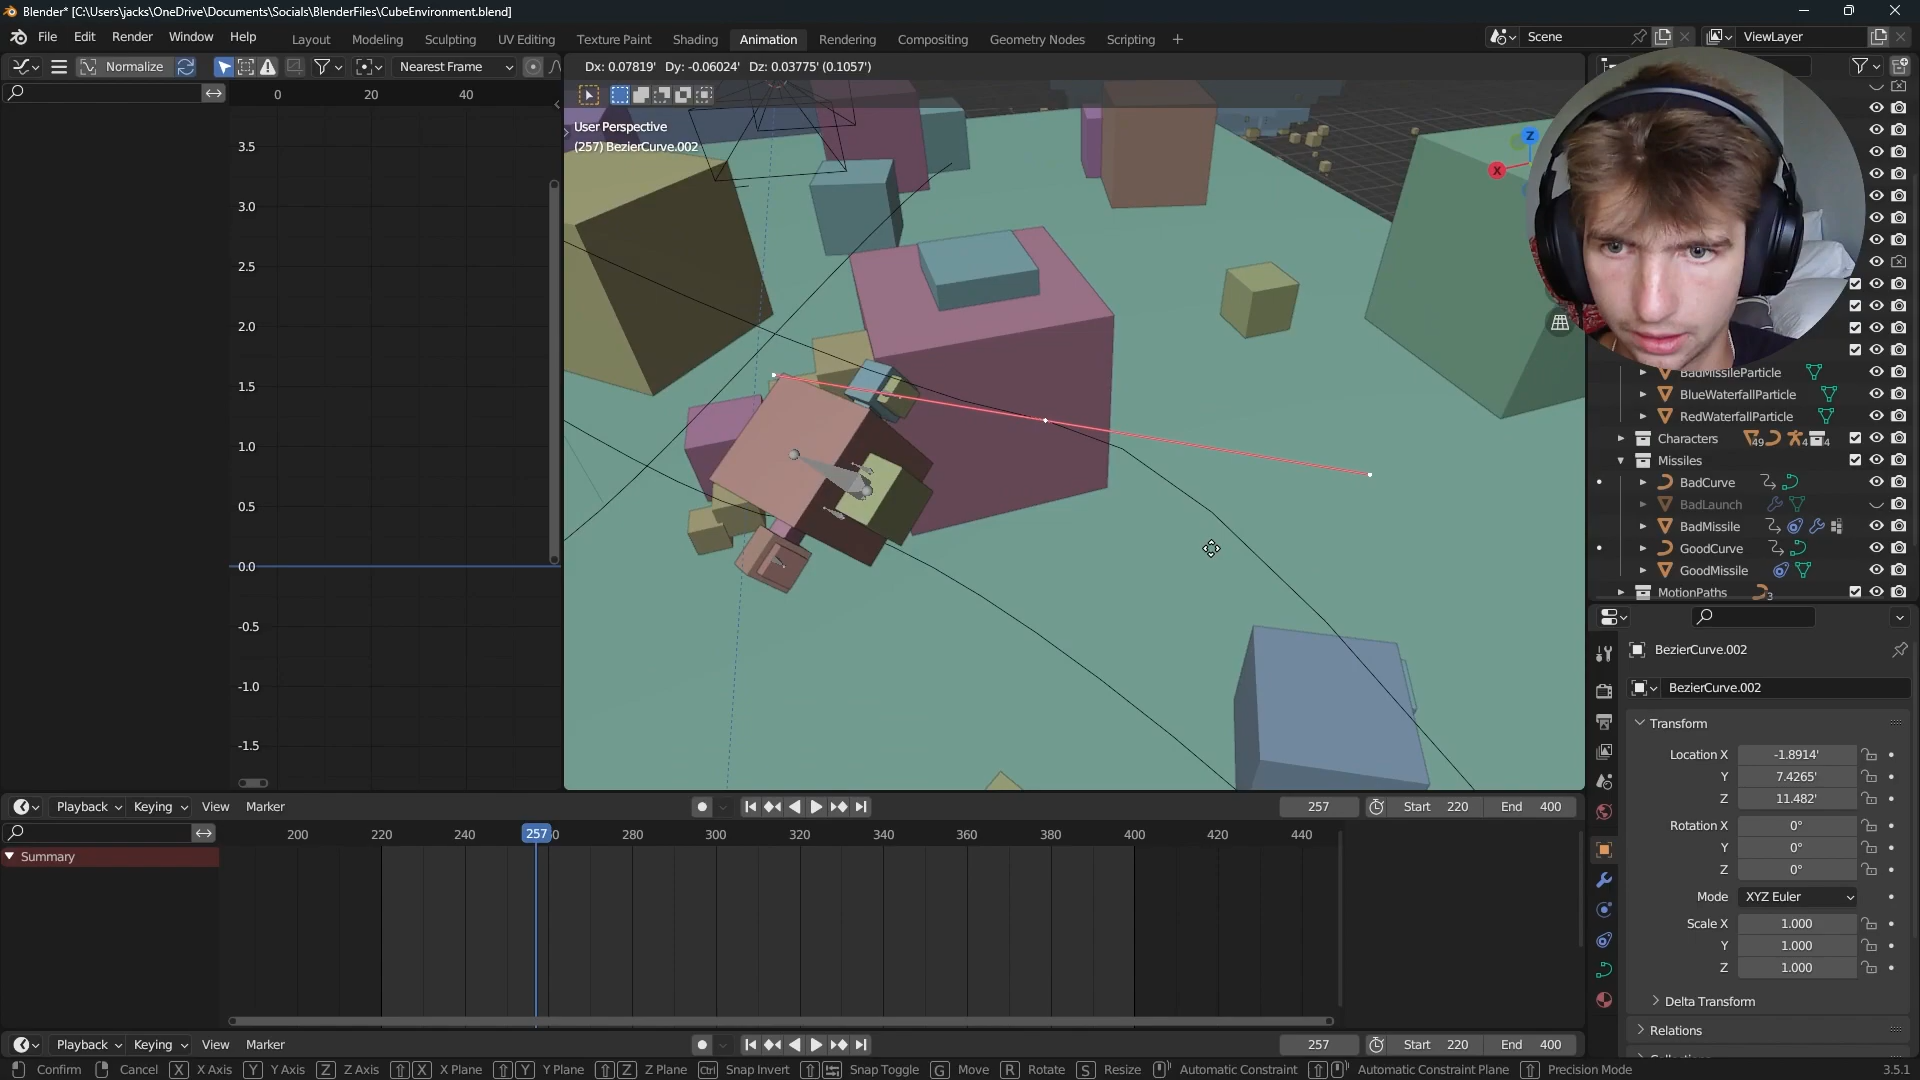 Blender* [C:\Users\jacks\OneDrive\Documents\Socials\BlenderFiles\CubeEnvironment.blend]
File Edit Render Window Help
Layout Modeling Sculpting UV Editing Texture Paint Shading Animation Rendering Compositing Geometry Nodes Scripting +
Scene
ViewLayer
Normalize
Nearest Frame
Dx: 0.07819' Dy: -0.06024' Dz: 0.03775' (0.1057')
0 20 40
User Perspective
(257) BezierCurve.002
3.5
3.0
2.5
2.0
1.5
1.0
0.5
0.0
-0.5
-1.0
-1.5
Z
X
BadMissileParticle
BlueWaterfallParticle
RedWaterfallParticle
Characters 49 4 4
Missiles
BadCurve
BadLaunch
BadMissile
GoodCurve
GoodMissile
MotionPaths 3
BezierCurve.002
BezierCurve.002
Transform
Location X -1.8914'
Y 7.4265'
Z 11.482'
Rotation X 0°
Y 0°
Z 0°
Mode XYZ Euler
Scale X 1.000
Y 1.000
Z 1.000
Delta Transform
Relations
Playback Keying View Marker
257 Start 220 End 400
200 220 240 257 280 300 320 340 360 380 400 420 440
Summary
Playback Keying View Marker
257 Start 220 End 400
Confirm Cancel X X Axis Y Y Axis Z Z Axis X X Plane Y Y Plane Z Z Plane Ctrl Snap Invert Snap Toggle G Move R Rotate S Resize Automatic Constraint Automatic Constraint Plane Precision Mode 3.5.1